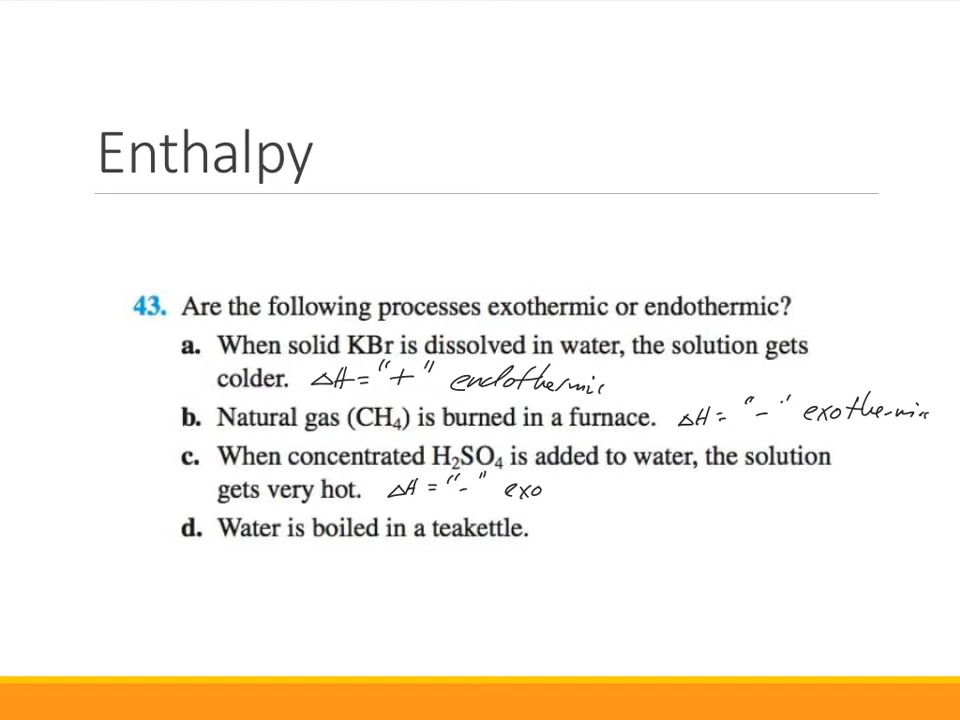 Enthalpy
43. Are the following processes exothermic or endothermic?
a. When solid KBr is dissolved in water, the solution gets
colder. ΔH = "+" endothermic
b. Natural gas (CH₄) is burned in a furnace. ΔH = "-" exothermic
c. When concentrated H₂SO₄ is added to water, the solution
gets very hot. ΔH = "-" exo
d. Water is boiled in a teakettle.